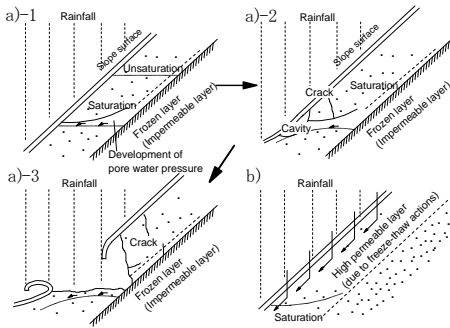 a)-1
Rainfall
Slope surface
Unsaturation
Saturation
Frozen layer
(Impermeable layer)
Development of
pore water pressure
a)-2
Rainfall
Slope surface
Crack
Saturation
Cavity
Frozen layer
(Impermeable layer)
a)-3
Rainfall
Crack
Frozen layer
(Impermeable layer)
b)
Rainfall
High permeable layer
(due to freeze-thaw actions)
Saturation